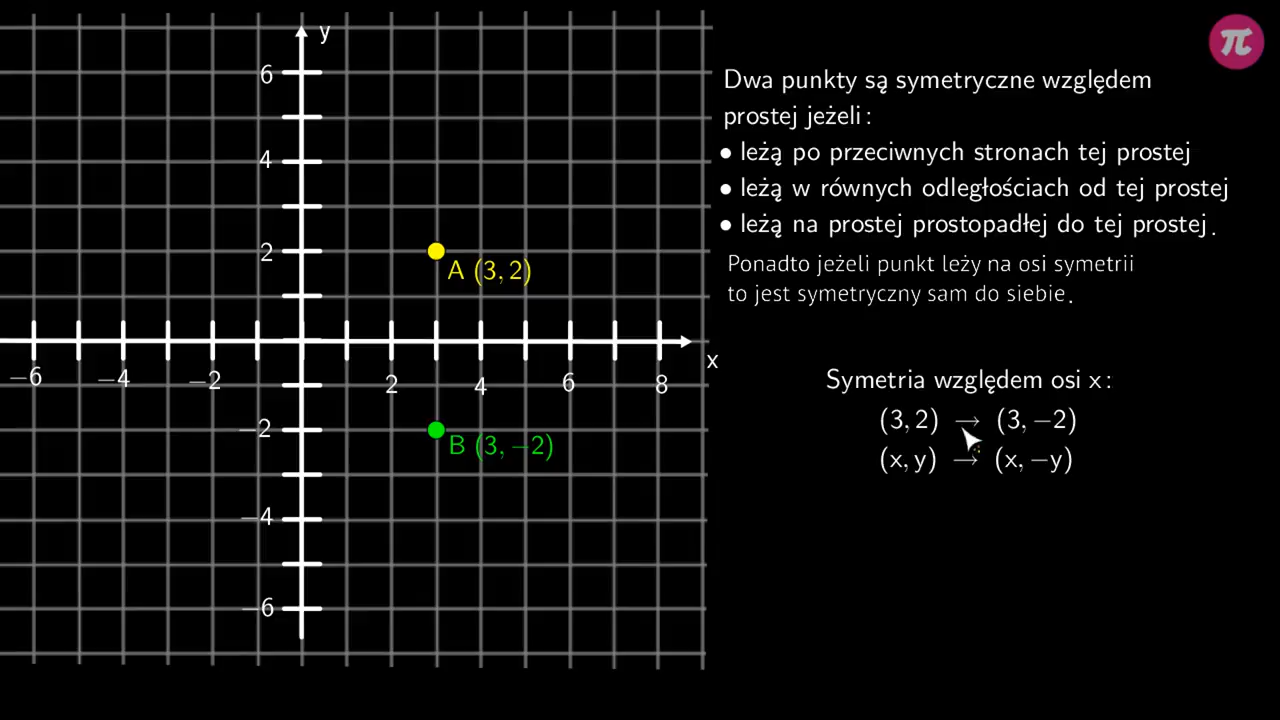 y
6
4
2
A (3, 2)
−6
−4
−2
2
4
6
8
x
−2
B (3, −2)
−4
−6
π
Dwa punkty są symetryczne względem
prostej jeżeli:
• leżą po przeciwnych stronach tej prostej
• leżą w równych odległościach od tej prostej
• leżą na prostej prostopadłej do tej prostej.
Ponadto jeżeli punkt leży na osi symetrii
to jest symetryczny sam do siebie.
Symetria względem osi x:
(3, 2) → (3, −2)
(x, y) → (x, −y)